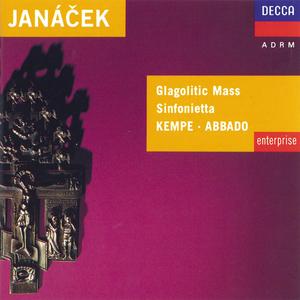 JANÁČEK
DECCA
ADRM
Glagolitic Mass
Sinfonietta
KEMPE · ABBADO
enterprise